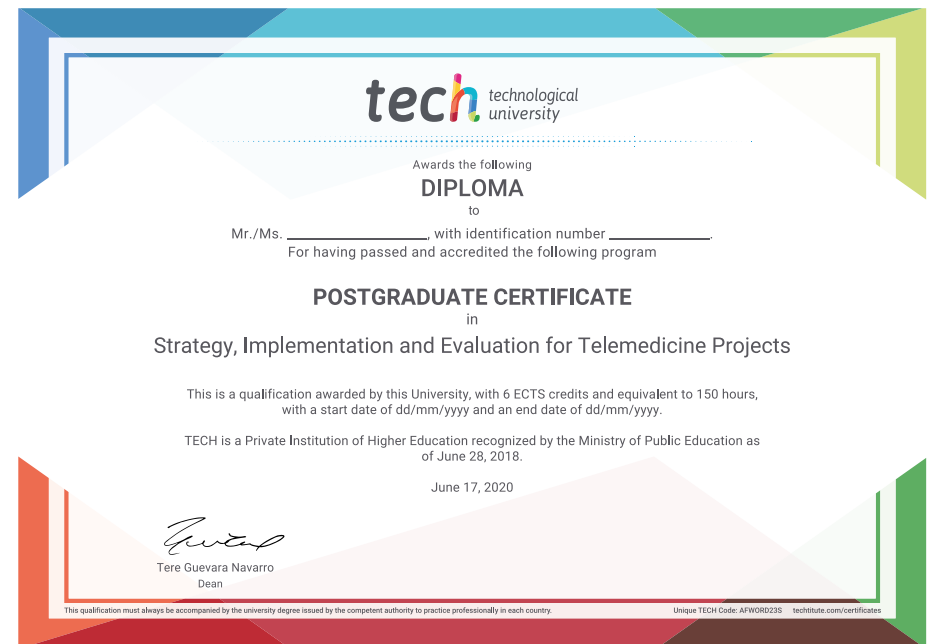 tech technological
university
Awards the following
DIPLOMA
to
Mr./Ms. ____________________, with identification number ______________.
For having passed and accredited the following program
POSTGRADUATE CERTIFICATE
in
Strategy, Implementation and Evaluation for Telemedicine Projects
This is a qualification awarded by this University, with 6 ECTS credits and equivalent to 150 hours,
with a start date of dd/mm/yyyy and an end date of dd/mm/yyyy.
TECH is a Private Institution of Higher Education recognized by the Ministry of Public Education as
of June 28, 2018.
June 17, 2020
Tere Guevara Navarro
Dean
This qualification must always be accompanied by the university degree issued by the competent authority to practice professionally in each country.
Unique TECH Code: AFWORD23S techtitute.com/certificates